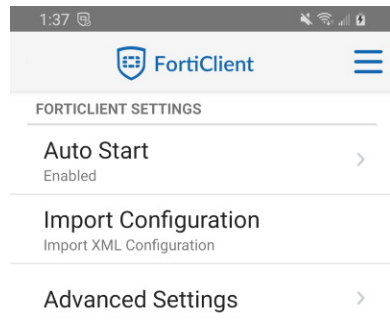 1:37
FortiClient
FORTICLIENT SETTINGS
Auto Start
Enabled
Import Configuration
Import XML Configuration
Advanced Settings